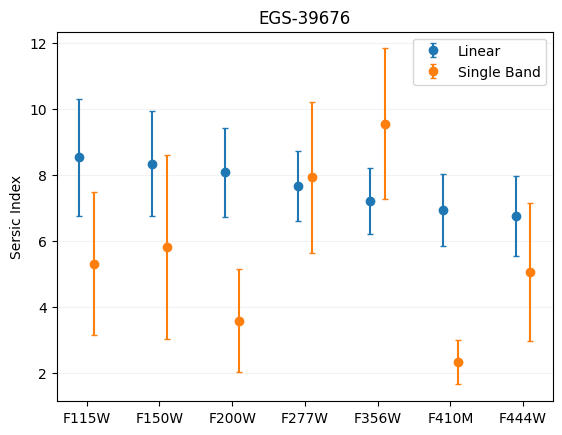 EGS-39676
Linear
Single Band
Sersic Index
12
10
8
6
4
2
F115W F150W F200W F277W F356W F410M F444W